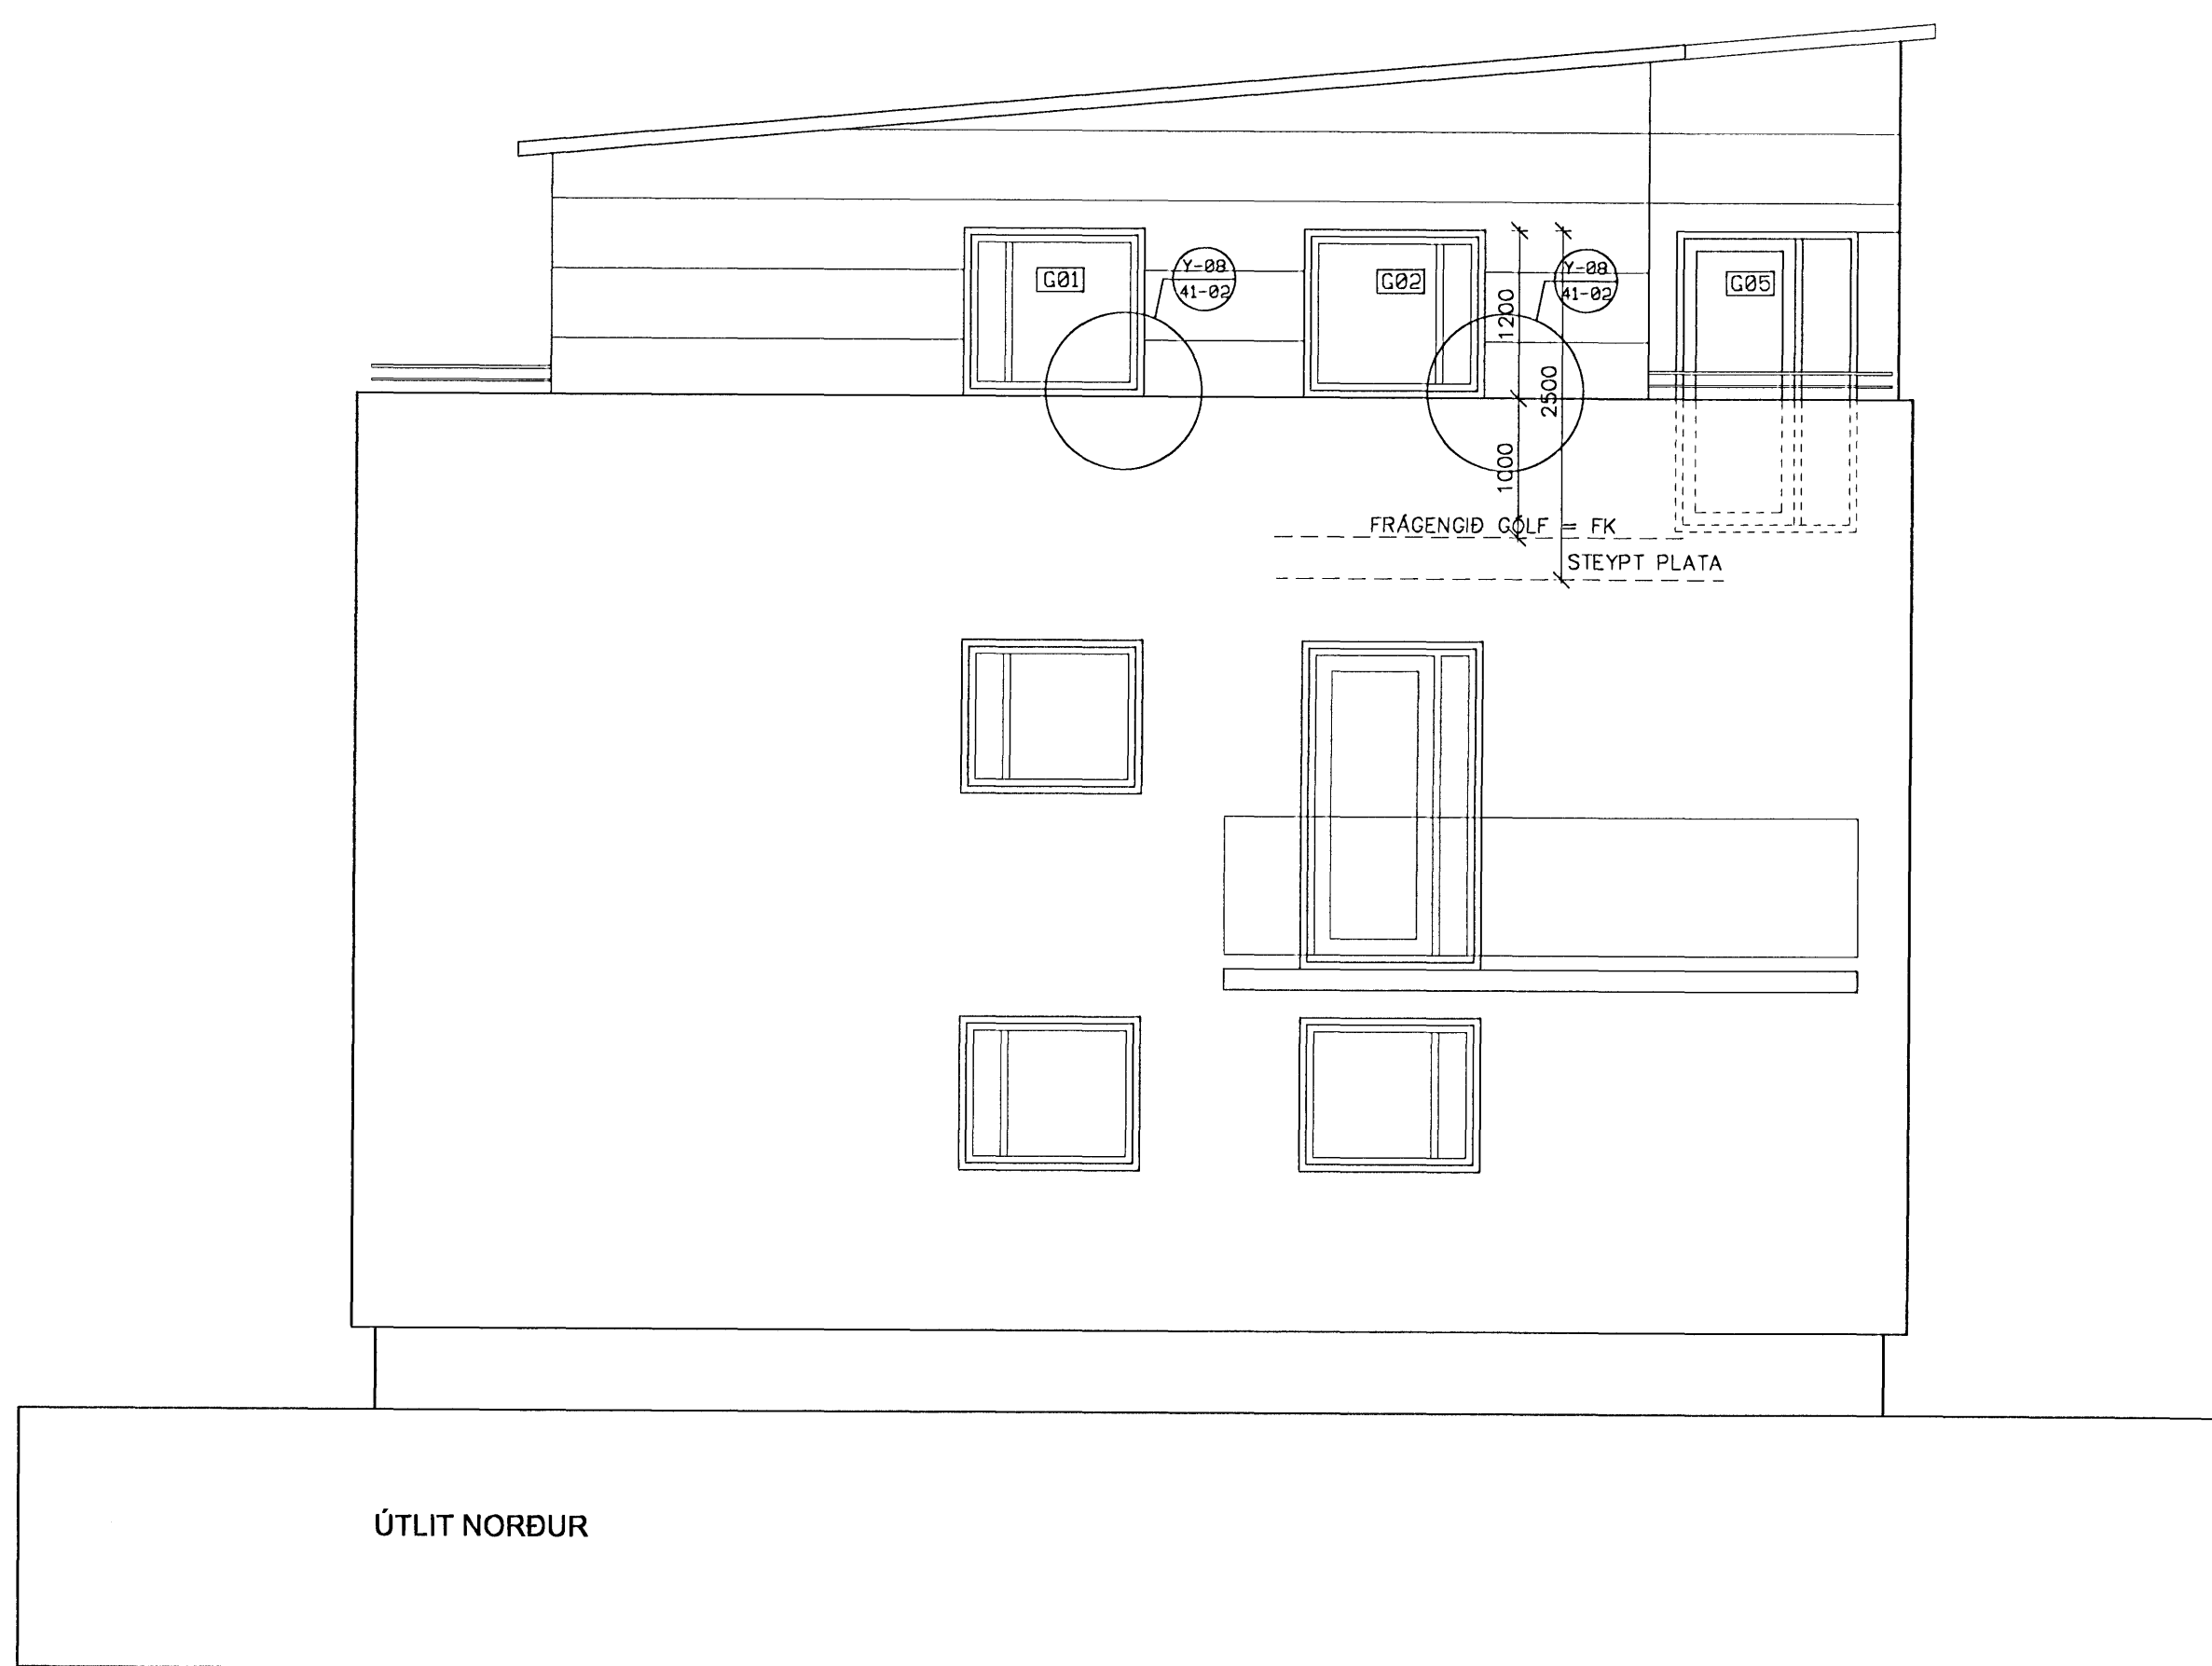 G01
Y-08
41-02
G02
Y-08
41-02
G05
1200
2500
1000
FRÁGENGIÐ GÓLF = FK
STEYPT PLATA
ÚTLIT NORÐUR